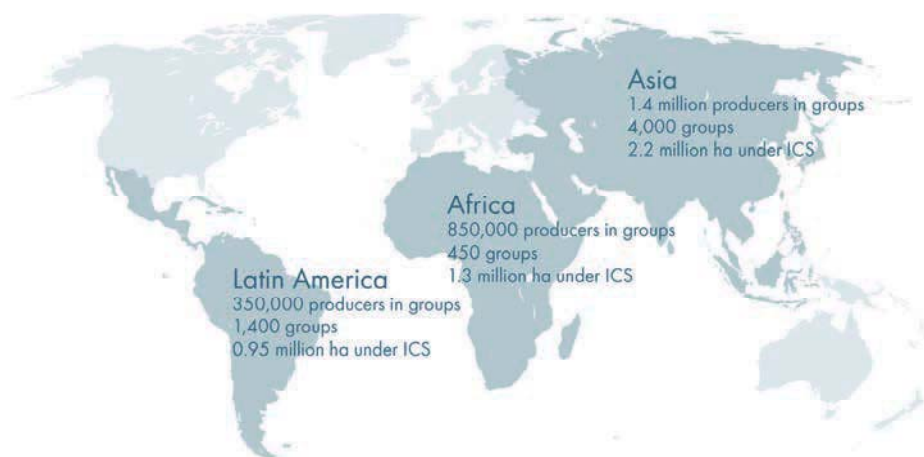 Asia
1.4 million producers in groups
4,000 groups
2.2 million ha under ICS
Africa
850,000 producers in groups
450 groups
1.3 million ha under ICS
Latin America
350,000 producers in groups
1,400 groups
0.95 million ha under ICS